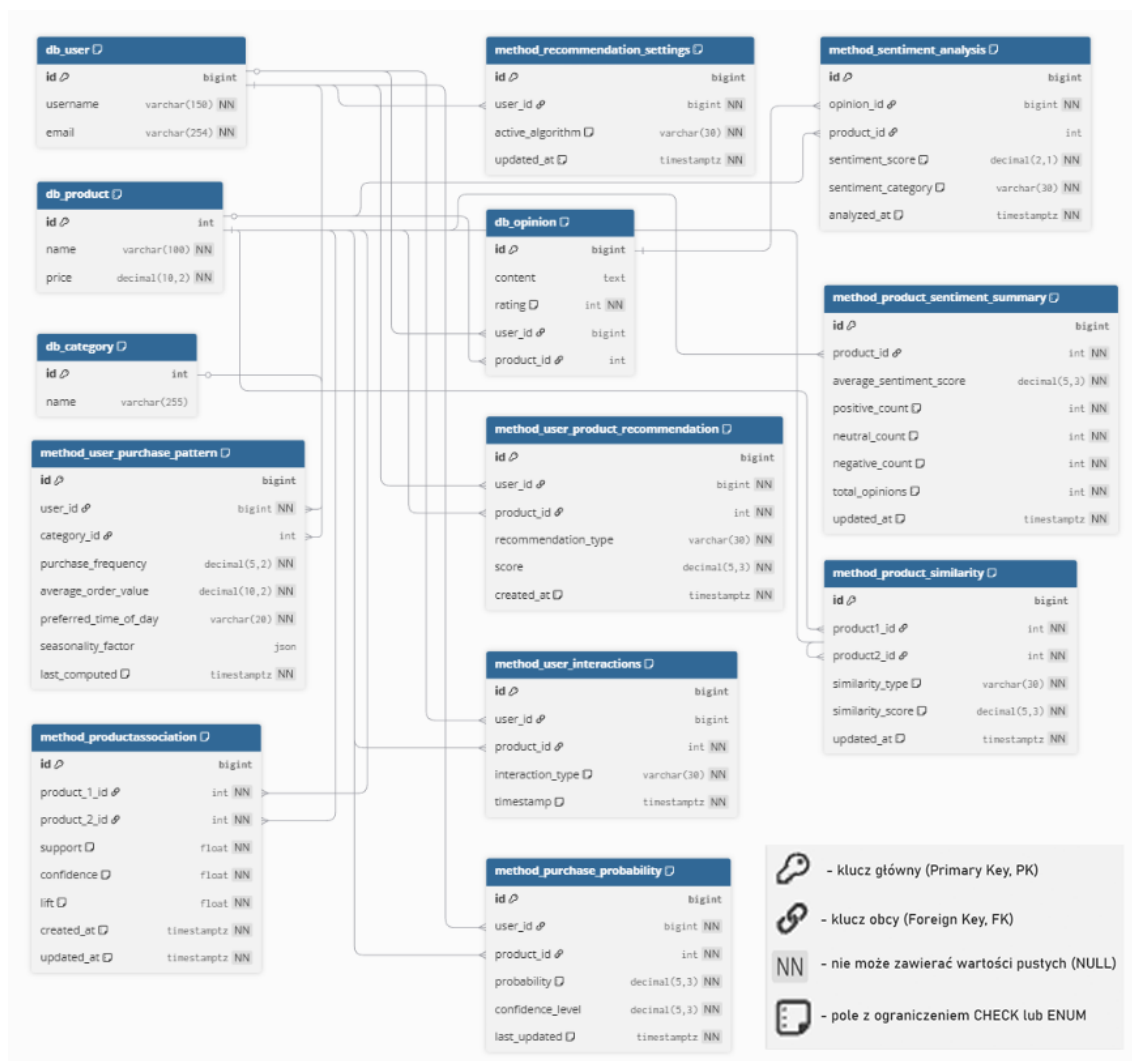 db_user
id bigint
username varchar(150) NN
email varchar(254) NN
db_product
id int
name varchar(100) NN
price decimal(10,2) NN
db_category
id int
name varchar(255)
method_user_purchase_pattern
id bigint
user_id bigint NN
category_id int
purchase_frequency decimal(5,2) NN
average_order_value decimal(10,2) NN
preferred_time_of_day varchar(20) NN
seasonality_factor json
last_computed timestamptz NN
method_productassociation
id bigint
product_1_id int NN
product_2_id int NN
support float NN
confidence float NN
lift float NN
created_at timestamptz NN
updated_at timestamptz NN
method_recommendation_settings
id bigint
user_id bigint NN
active_algorithm varchar(30) NN
updated_at timestamptz NN
db_opinion
id bigint
content text
rating int NN
user_id bigint
product_id int
method_user_product_recommendation
id bigint
user_id bigint NN
product_id int NN
recommendation_type varchar(30) NN
score decimal(5,3) NN
created_at timestamptz NN
method_user_interactions
id bigint
user_id bigint
product_id int NN
interaction_type varchar(30) NN
timestamp timestamptz NN
method_purchase_probability
id bigint
user_id bigint NN
product_id int NN
probability decimal(5,3) NN
confidence_level decimal(5,3) NN
last_updated timestamptz NN
method_sentiment_analysis
id bigint
opinion_id bigint NN
product_id int
sentiment_score decimal(2,1) NN
sentiment_category varchar(30) NN
analyzed_at timestamptz NN
method_product_sentiment_summary
id bigint
product_id int NN
average_sentiment_score decimal(5,3) NN
positive_count int NN
neutral_count int NN
negative_count int NN
total_opinions int NN
updated_at timestamptz NN
method_product_similarity
id bigint
product1_id int NN
product2_id int NN
similarity_type varchar(30) NN
similarity_score decimal(5,3) NN
updated_at timestamptz NN
- klucz główny (Primary Key, PK)
- klucz obcy (Foreign Key, FK)
NN - nie może zawierać wartości pustych (NULL)
- pole z ograniczeniem CHECK lub ENUM